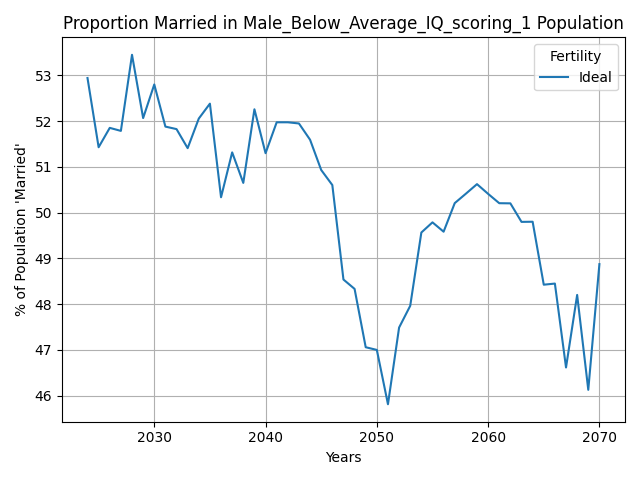 Proportion Married in Male_Below_Average_IQ_scoring_1 Population
Fertility
Ideal
% of Population 'Married'
53
52
51
50
49
48
47
46
2030
2040
2050
2060
2070
Years